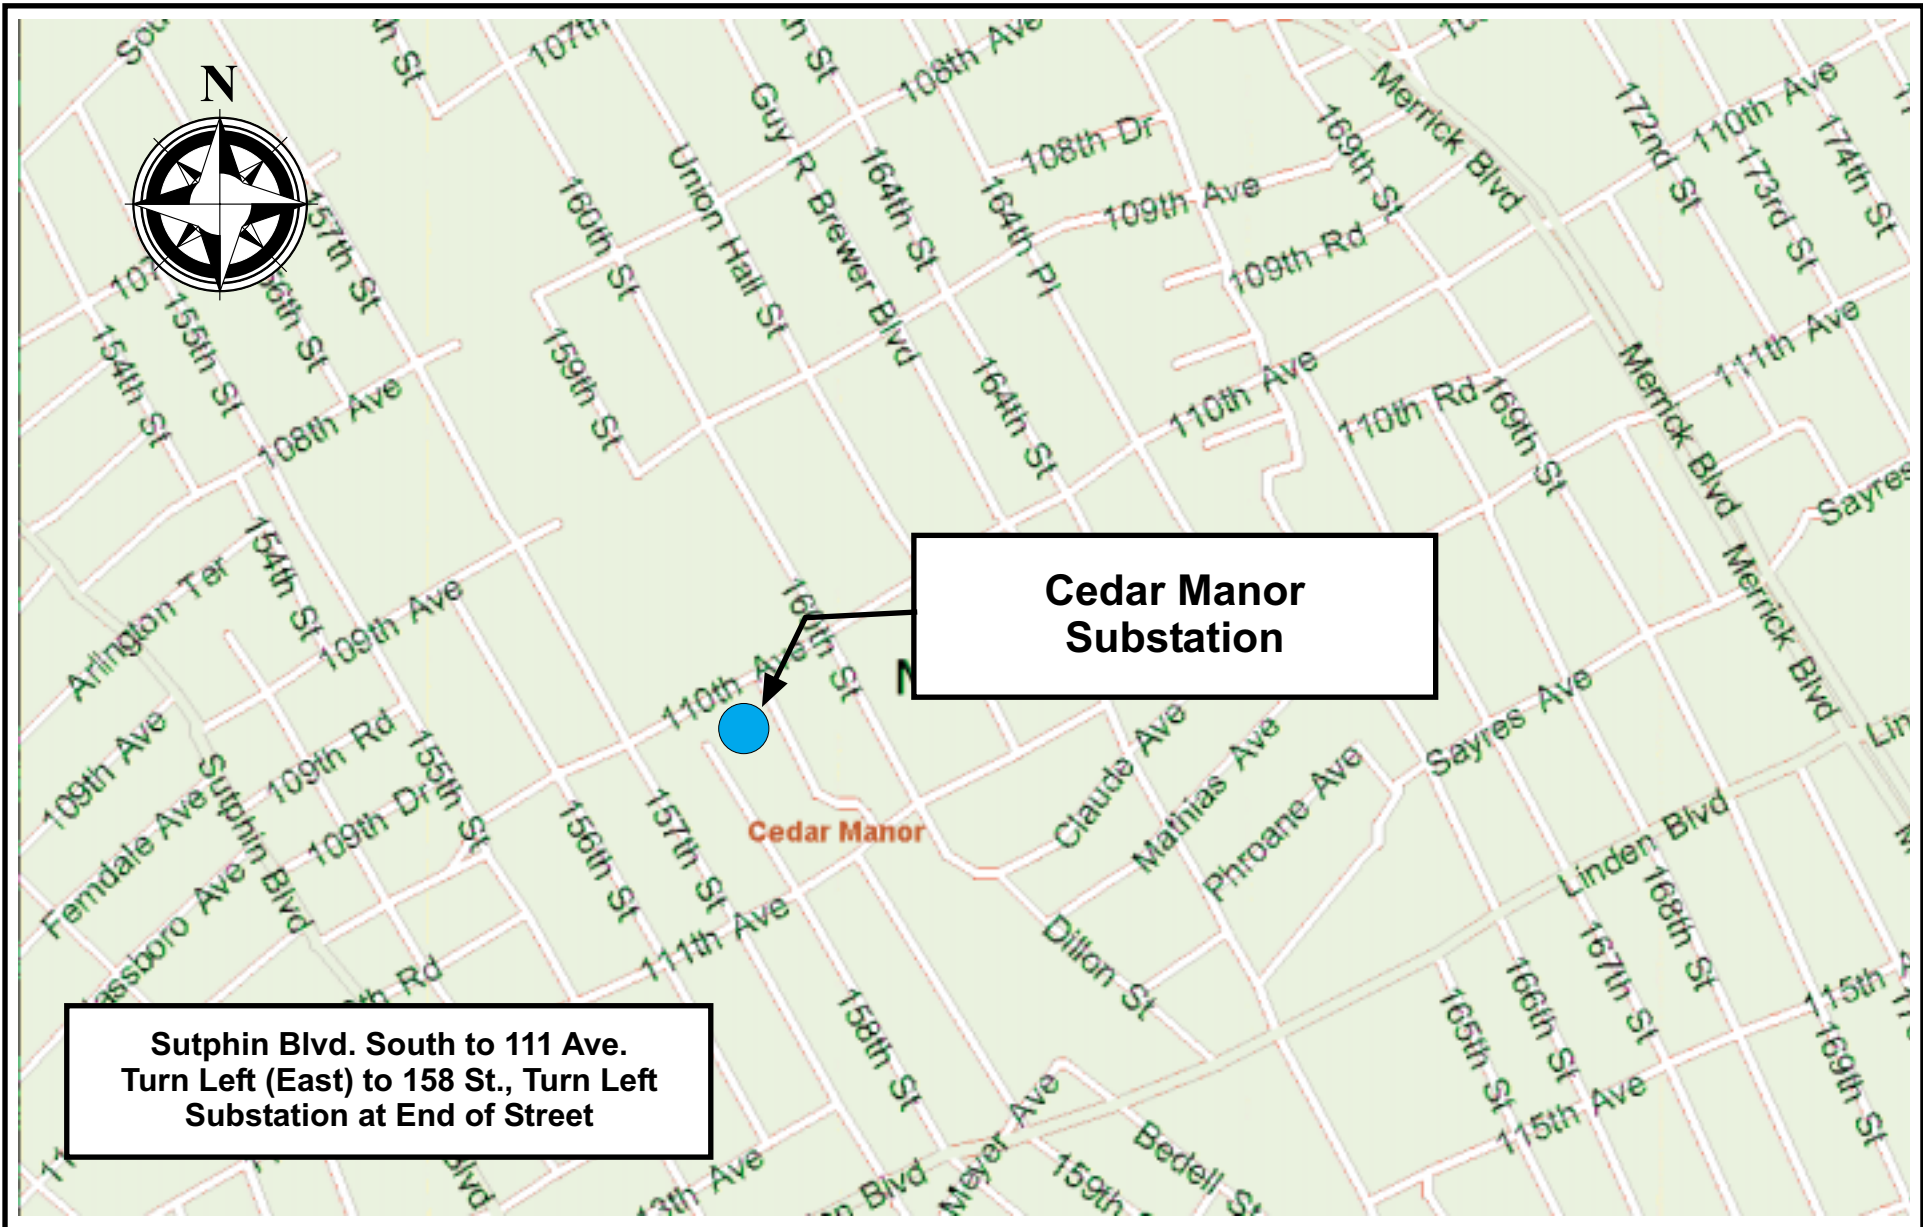 N
107th
108th Ave
Merrick Blvd
172nd St
110th Ave
173rd St
174th St
169th St
Guy R Brewer Blvd
108th Dr
164th St
Union Hall St
160th St
164th Pl
109th Ave
109th Rd
157th St
155th St
154th St
159th St
108th Ave
164th St
110th Ave
110th Rd
169th St
Merrick Blvd
111th Ave
Sayres
154th St
Arlington Ter
109th Ave
160th St
Cedar Manor
Substation
Merrick Blvd
110th Ave
109th Ave
109th Rd
155th St
Sutphin Blvd
Ferndale Ave
109th Dr
156th St
157th St
Cedar Manor
Claude Ave
Mathias Ave
Phroane Ave
Sayres Ave
Linden Blvd
111th Ave
Dillon St
158th St
168th St
167th St
166th St
165th St
115th
169th St
115th Ave
Sutphin Blvd. South to 111 Ave.
Turn Left (East) to 158 St., Turn Left
Substation at End of Street
Meyer Ave
Bedell St
159th
Blvd